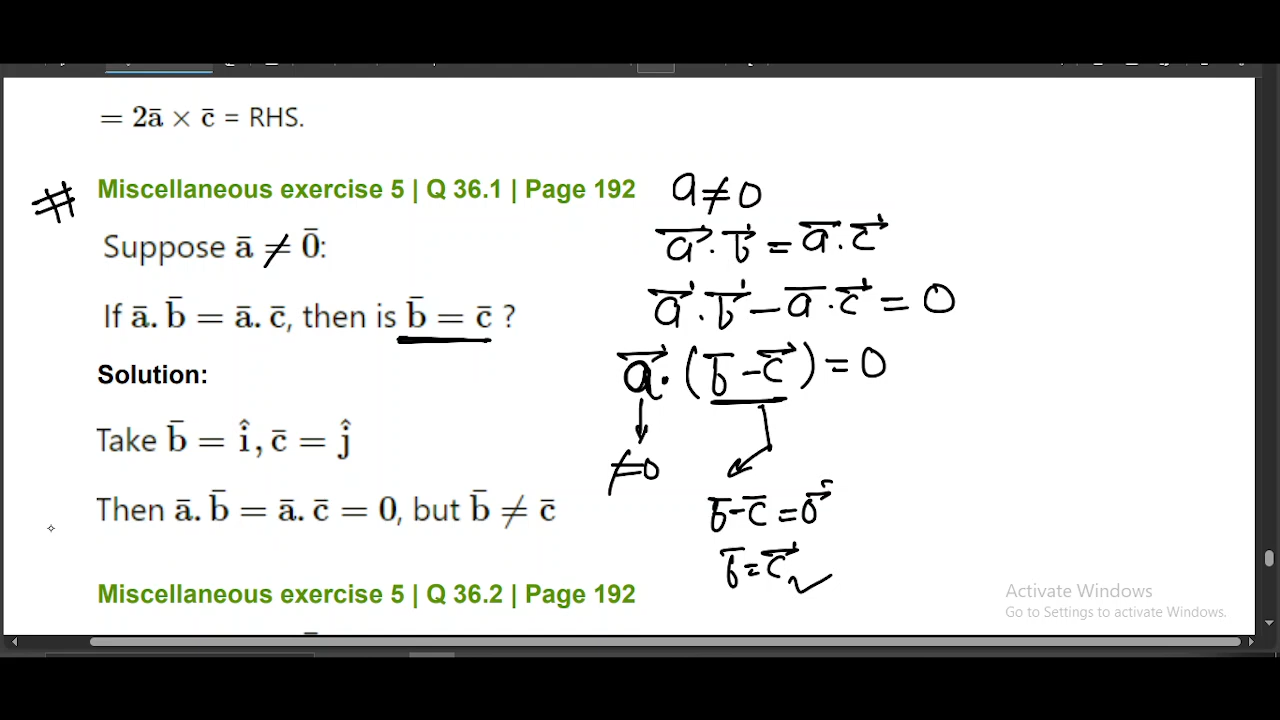 = 2ā × c̄ = RHS.
# Miscellaneous exercise 5 | Q 36.1 | Page 192
Suppose ā ≠ 0̄:
If ā. b̄ = ā. c̄, then is b̄ = c̄ ?
Solution:
Take b̄ = î, c̄ = ĵ
Then ā. b̄ = ā. c̄ = 0, but b̄ ≠ c̄
Miscellaneous exercise 5 | Q 36.2 | Page 192
a ≠ 0
a⃗ · b⃗ = a̅ · c⃗
a⃗ · b⃗ − a̅ · c⃗ = 0
a⃗ · (b̅ − c⃗) = 0
≠0
b̅ − c̅ = 0⃗
b̅ = c⃗ ✓
Activate Windows
Go to Settings to activate Windows.